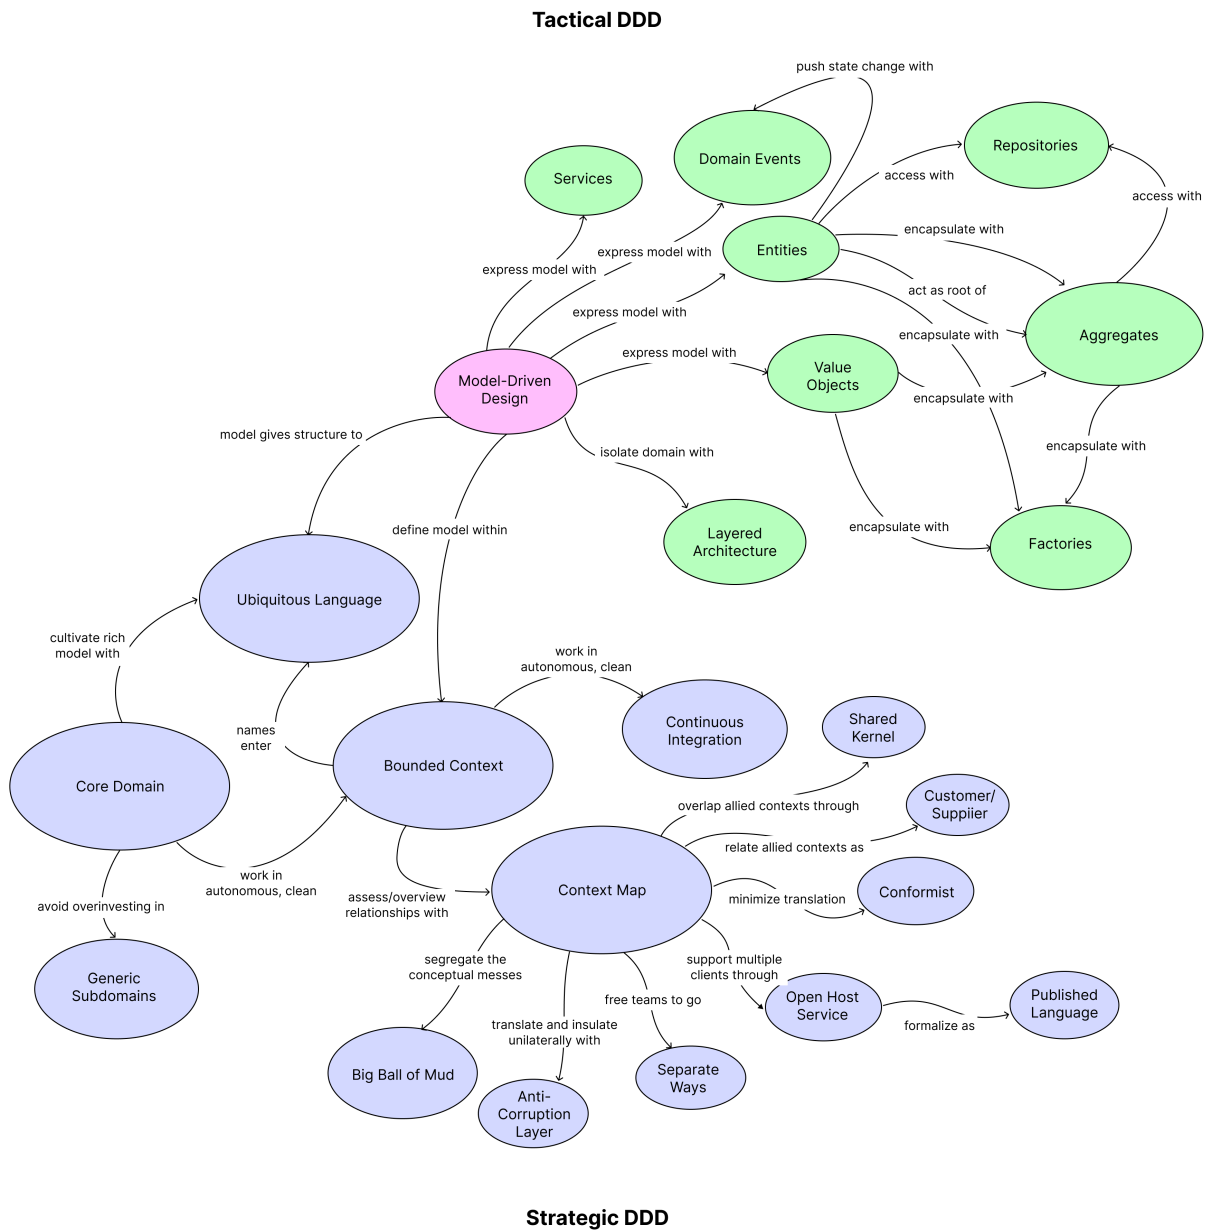 Tactical DDD
push state change with
Domain Events
Repositories
Services
access with
access with
Entities
encapsulate with
express model with
express model with
act as root of
express model with
encapsulate with
Aggregates
express model with
Value
Objects
encapsulate with
Model-Driven
Design
model gives structure to
isolate domain with
encapsulate with
define model within
encapsulate with
Layered
Architecture
Factories
Ubiquitous Language
cultivate rich
model with
work in
autonomous, clean
names
enter
Continuous
Integration
Shared
Kernel
Core Domain
Bounded Context
overlap allied contexts through
Customer/
Suppiier
relate allied contexts as
work in
autonomous, clean
assess/overview
relationships with
Context Map
minimize translation
Conformist
avoid overinvesting in
segregate the
conceptual messes
support multiple
clients through
Generic
Subdomains
free teams to go
Open Host
Service
formalize as
Published
Language
translate and insulate
unilaterally with
Big Ball of Mud
Separate
Ways
Anti-
Corruption
Layer
Strategic DDD